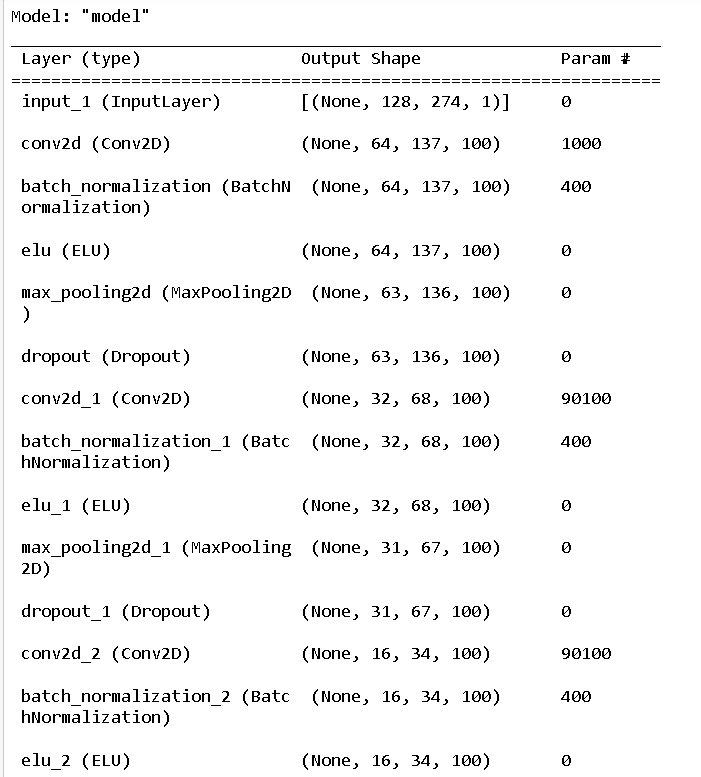 Model: "model"
Layer (type) Output Shape Param #
=================================================================
input_1 (InputLayer) [(None, 128, 274, 1)] 0
conv2d (Conv2D) (None, 64, 137, 100) 1000
batch_normalization (BatchN (None, 64, 137, 100) 400
ormalization)
elu (ELU) (None, 64, 137, 100) 0
max_pooling2d (MaxPooling2D (None, 63, 136, 100) 0
)
dropout (Dropout) (None, 63, 136, 100) 0
conv2d_1 (Conv2D) (None, 32, 68, 100) 90100
batch_normalization_1 (Batc (None, 32, 68, 100) 400
hNormalization)
elu_1 (ELU) (None, 32, 68, 100) 0
max_pooling2d_1 (MaxPooling (None, 31, 67, 100) 0
2D)
dropout_1 (Dropout) (None, 31, 67, 100) 0
conv2d_2 (Conv2D) (None, 16, 34, 100) 90100
batch_normalization_2 (Batc (None, 16, 34, 100) 400
hNormalization)
elu_2 (ELU) (None, 16, 34, 100) 0